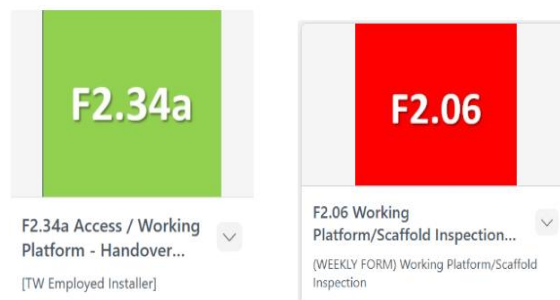 F2.34a
F2.34a Access / Working
Platform - Handover...
[TW Employed Installer]
F2.06
F2.06 Working
Platform/Scaffold Inspection...
(WEEKLY FORM) Working Platform/Scaffold
Inspection